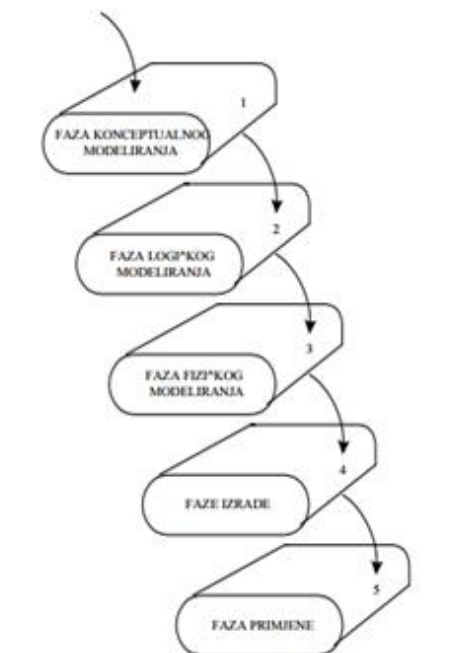 1
FAZA KONCEPTUALNOG
MODELIRANJA
2
FAZA LOGI*KOG
MODELIRANJA
3
FAZA FIZI*KOG
MODELIRANJA
4
FAZE IZRADE
5
FAZA PRIMJENE